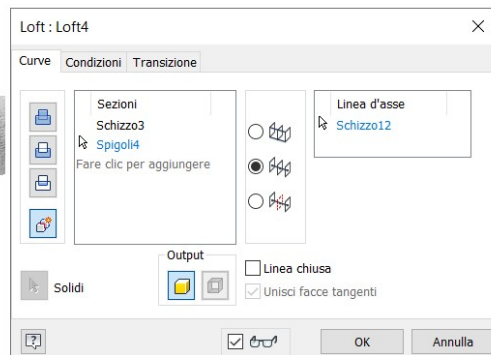 Loft : Loft4
Curve Condizioni Transizione
Sezioni
Schizzo3
Spigoli4
Fare clic per aggiungere
Linea d'asse
Schizzo12
Solidi
Output
Linea chiusa
Unisci facce tangenti
?
OK Annulla